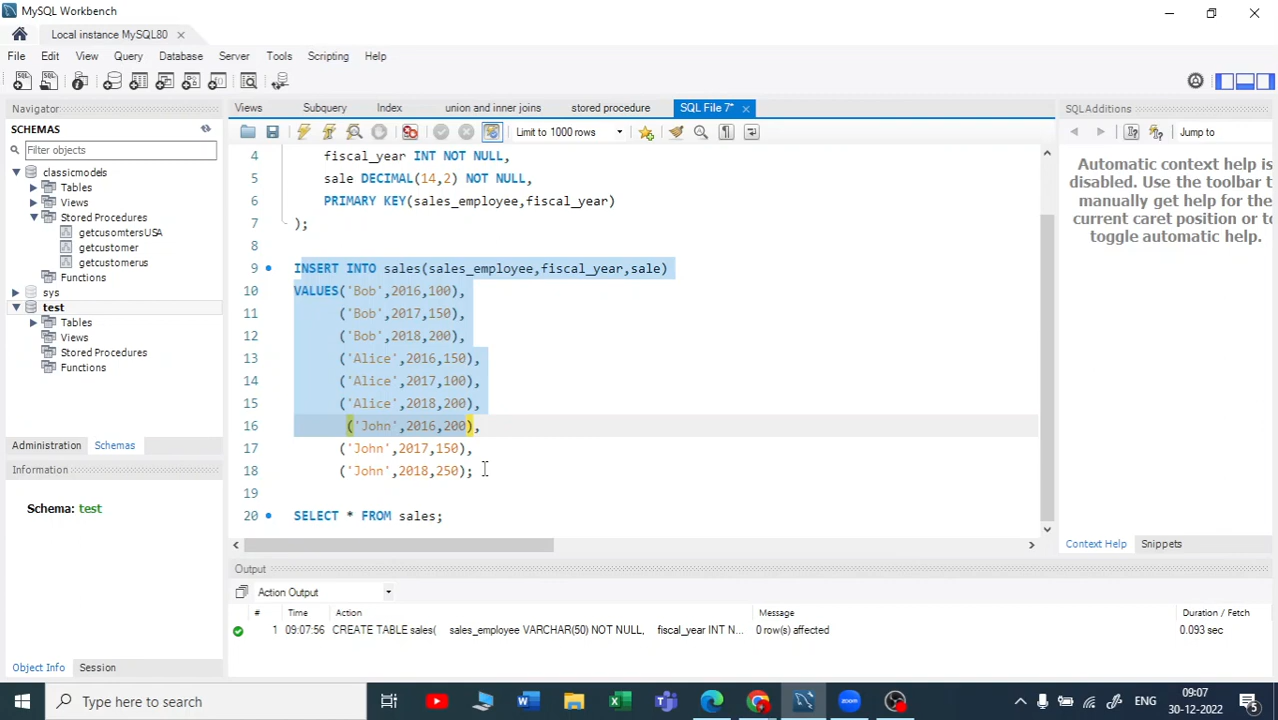 MySQL Workbench
Local instance MySQL80
File Edit View Query Database Server Tools Scripting Help
Navigator
SCHEMAS
Filter objects
classicmodels
Tables
Views
Stored Procedures
getcusomtersUSA
getcustomer
getcustomerus
Functions
sys
test
Tables
Views
Stored Procedures
Functions
Administration Schemas
Information
Schema: test
Object Info Session
Views Subquery Index union and inner joins stored procedure SQL File 7*
Limit to 1000 rows
4 fiscal_year INT NOT NULL,
5 sale DECIMAL(14,2) NOT NULL,
6 PRIMARY KEY(sales_employee,fiscal_year)
7 );
8
9 INSERT INTO sales(sales_employee,fiscal_year,sale)
10 VALUES('Bob',2016,100),
11 ('Bob',2017,150),
12 ('Bob',2018,200),
13 ('Alice',2016,150),
14 ('Alice',2017,100),
15 ('Alice',2018,200),
16 ('John',2016,200),
17 ('John',2017,150),
18 ('John',2018,250);
19
20 SELECT * FROM sales;
SQLAdditions
Jump to
Automatic context help is
disabled. Use the toolbar t
manually get help for the
current caret position or to
toggle automatic help.
Context Help Snippets
Output
Action Output
# Time Action Message Duration / Fetch
1 09:07:56 CREATE TABLE sales( sales_employee VARCHAR(50) NOT NULL, fiscal_year INT N... 0 row(s) affected 0.093 sec
Type here to search
ENG
09:07
30-12-2022
5